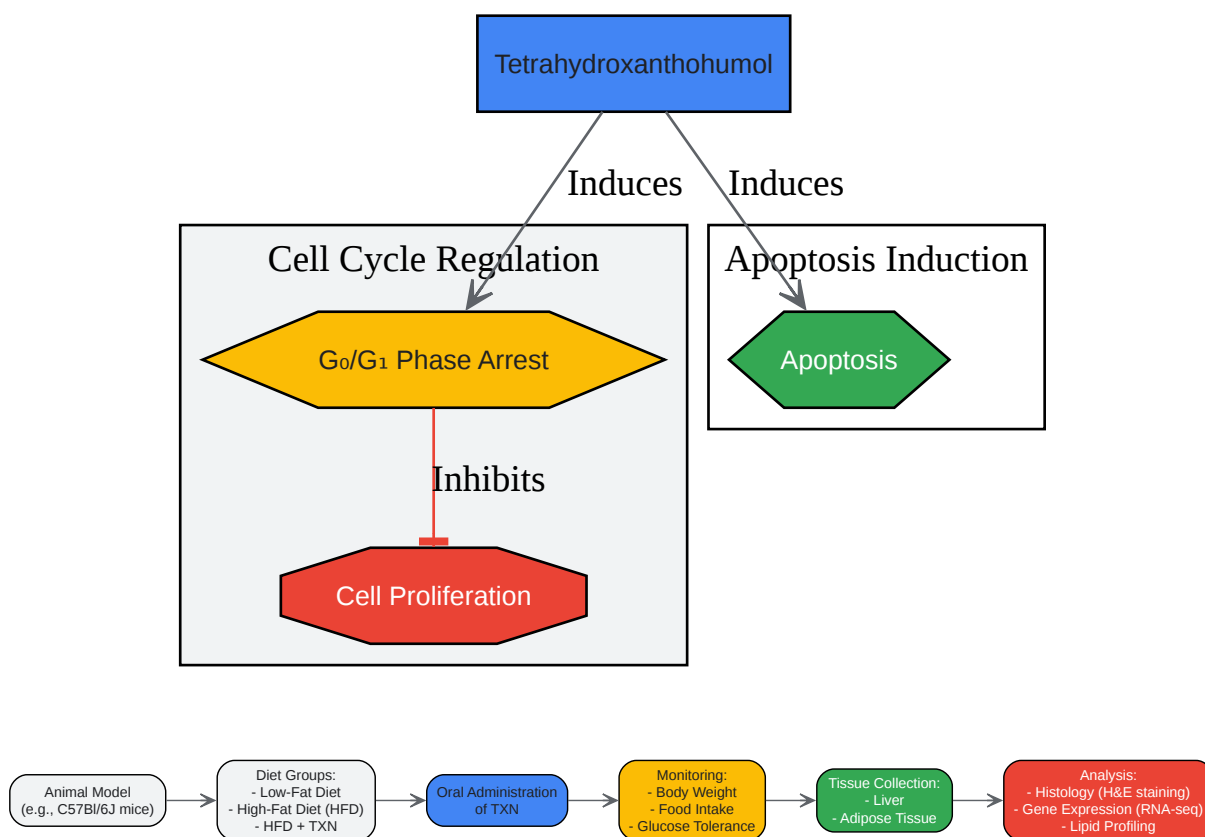 Tetrahydroxanthohumol
Induces
Induces
Cell Cycle Regulation
Apoptosis Induction
G₀/G₁ Phase Arrest
Apoptosis
Inhibits
Cell Proliferation
Animal Model
(e.g., C57Bl/6J mice)
Diet Groups:
- Low-Fat Diet
- High-Fat Diet (HFD)
- HFD + TXN
Oral Administration
of TXN
Monitoring:
- Body Weight
- Food Intake
- Glucose Tolerance
Tissue Collection:
- Liver
- Adipose Tissue
Analysis:
- Histology (H&E staining)
- Gene Expression (RNA-seq)
- Lipid Profiling